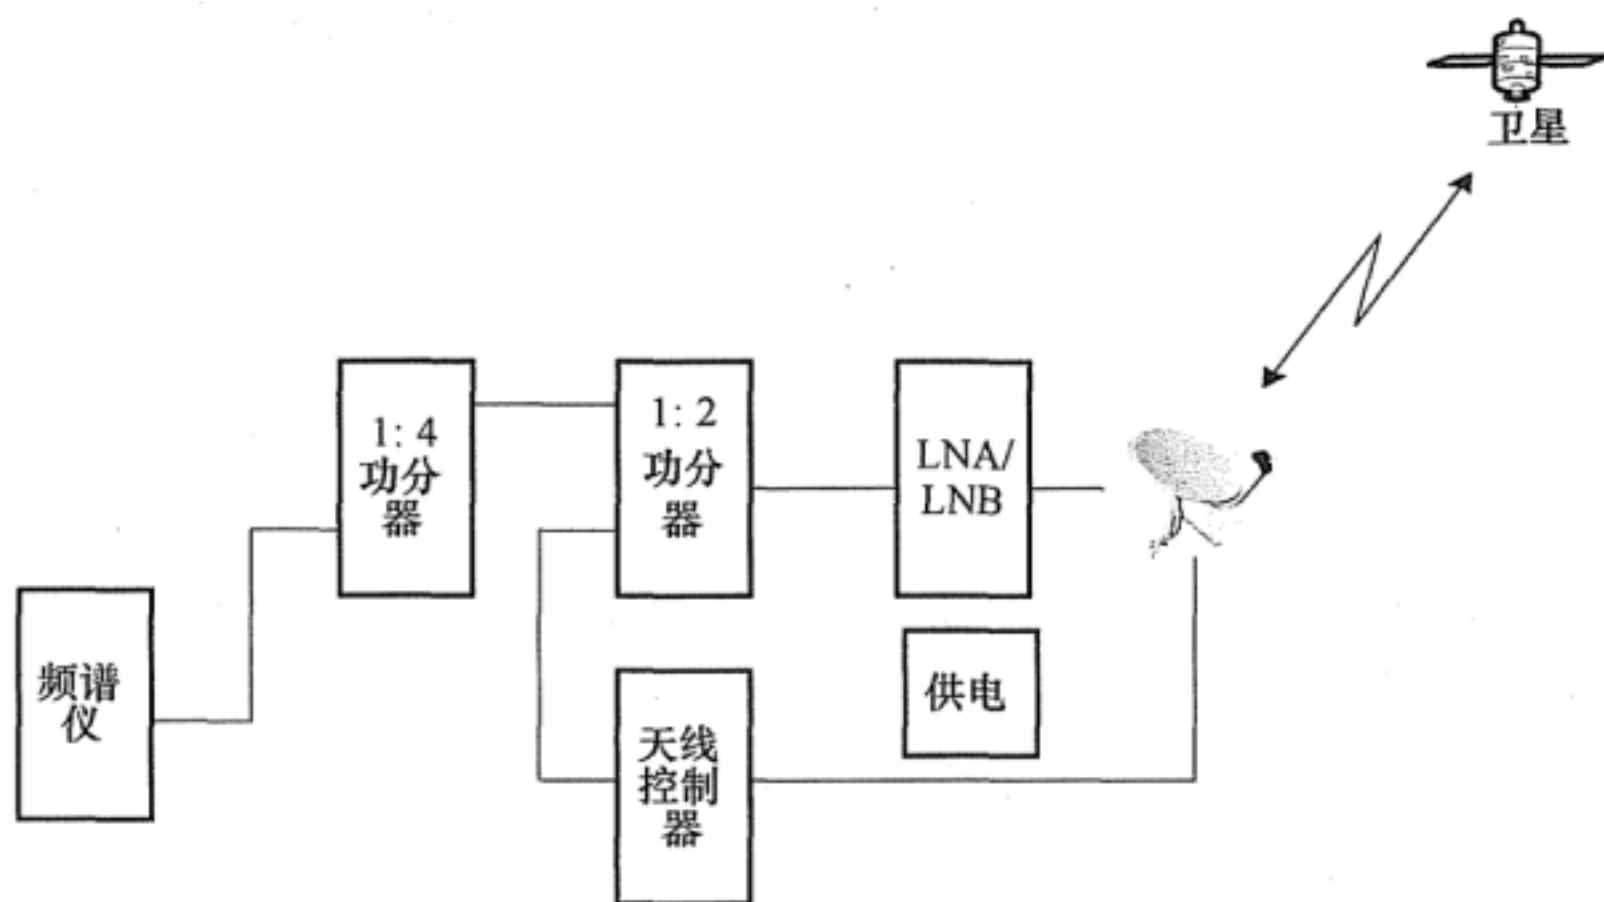 卫星
1: 4
功分
器
1: 2
功分
器
LNA/
LNB
频谱
仪
天线
控制
器
供电